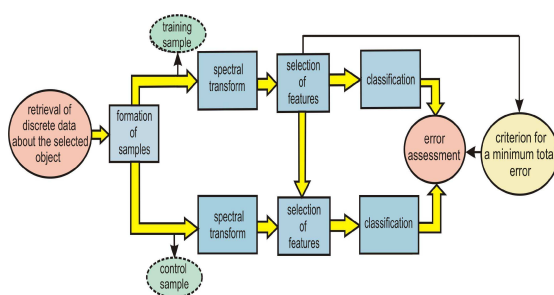 training
sample
retrieval of
discrete data
about the selected
object
formation
of
samples
spectral
transform
selection
of
features
classification
error
assessment
criterion for
a minimum total
error
spectral
transform
selection
of
features
classification
control
sample